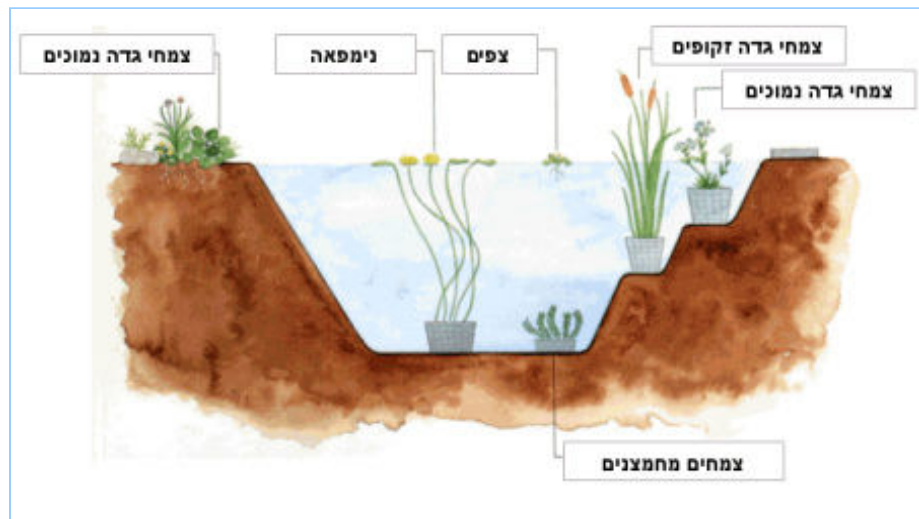 צמחי גדה זקופים
צפים
נימפאה
צמחי גדה נמוכים
צמחי גדה נמוכים
צמחים מחמצנים